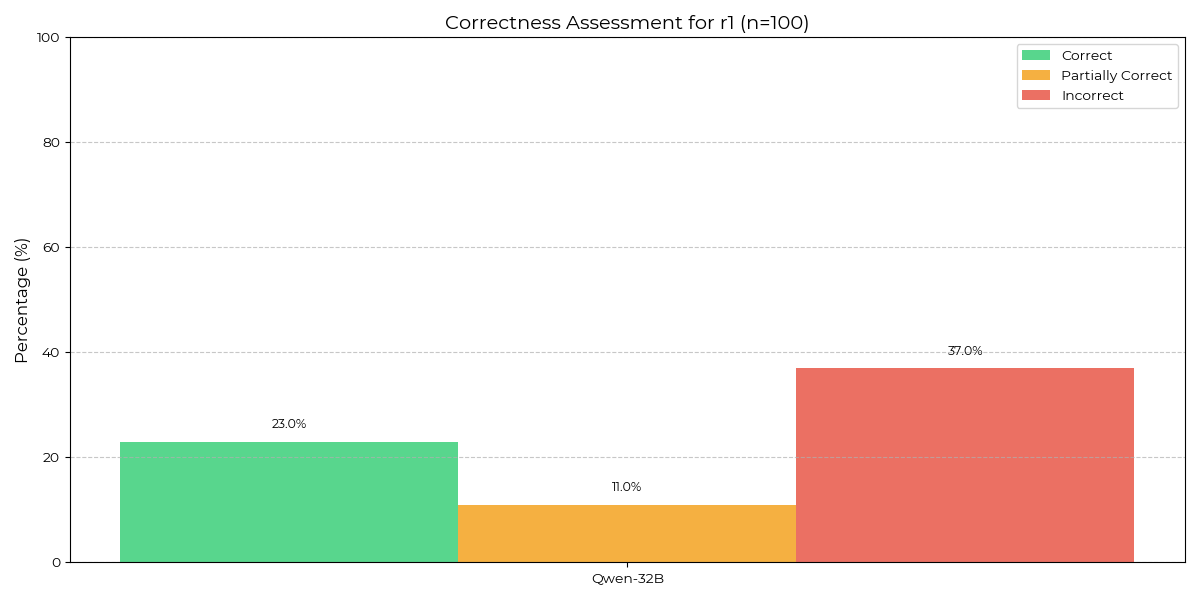 Correctness Assessment for r1 (n=100)
100
80
60
40
20
0
Percentage (%)
Correct
Partially Correct
Incorrect
23.0%
11.0%
37.0%
Qwen-32B